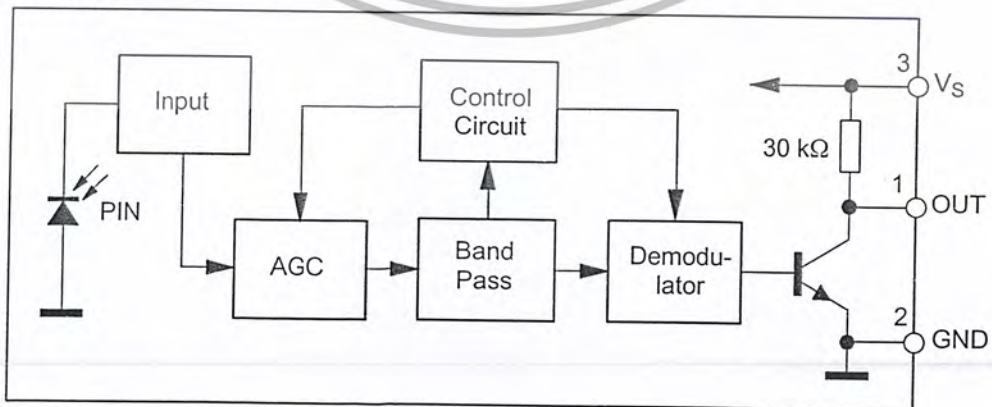 Input
Control
Circuit
3
V_S
30 kΩ
PIN
1
OUT
AGC
Band
Pass
Demodu-
lator
2
GND